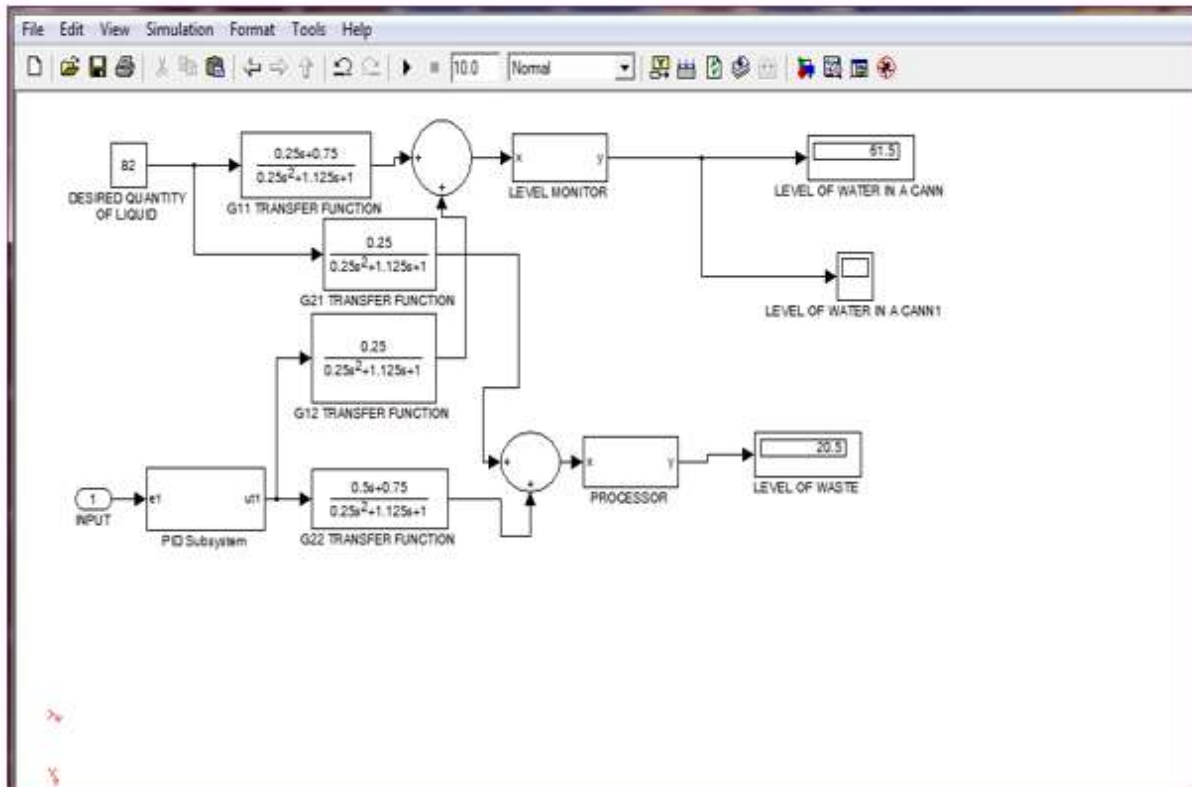 File Edit View Simulation Format Tools Help
10.0 Normal
82
DESIRED QUANTITY
OF LIQUID
0.25s+0.75
0.25s²+1.125s+1
G11 TRANSFER FUNCTION
+
+
x y
LEVEL MONITOR
61.5
LEVEL OF WATER IN A CANN
0.25
0.25s²+1.125s+1
G21 TRANSFER FUNCTION
LEVEL OF WATER IN A CANN1
0.25
0.25s²+1.125s+1
G12 TRANSFER FUNCTION
+
+
x y
PROCESSOR
20.5
LEVEL OF WASTE
1
INPUT
e1 ut1
PID Subsystem
0.5s+0.75
0.25s²+1.125s+1
G22 TRANSFER FUNCTION